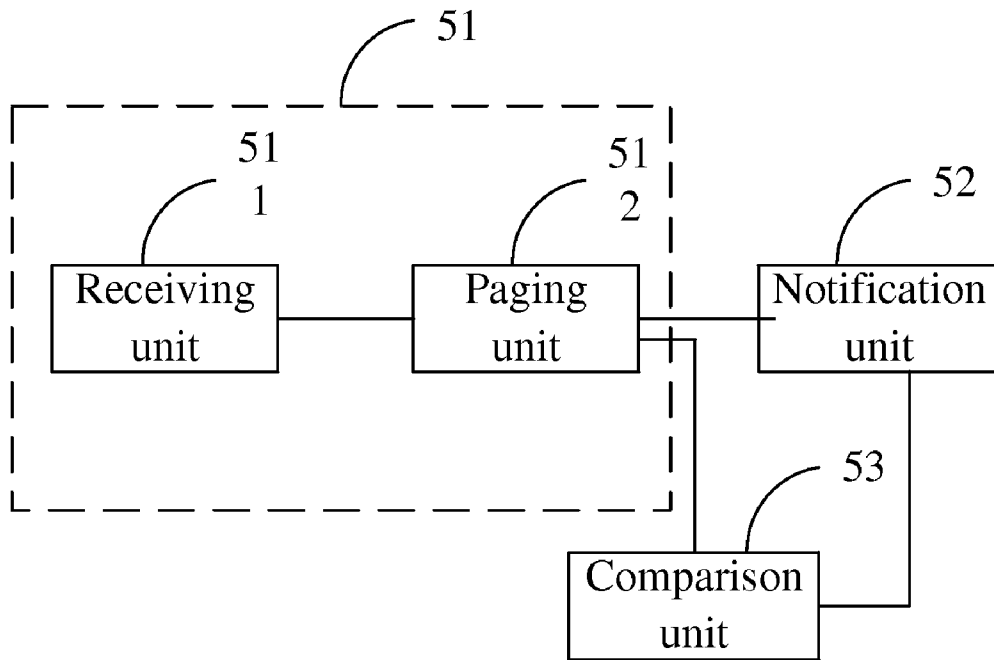 51
51
1
51
2
52
Receiving
unit
Paging
unit
Notification
unit
53
Comparison
unit